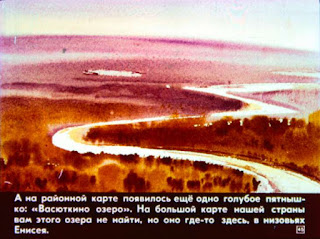 А на районной карте появилось ещё одно голубое пятныш-
ко: «Васюткино озеро». На большой карте нашей страны
вам этого озера не найти, но оно где-то здесь, в низовьях
Енисея.
45